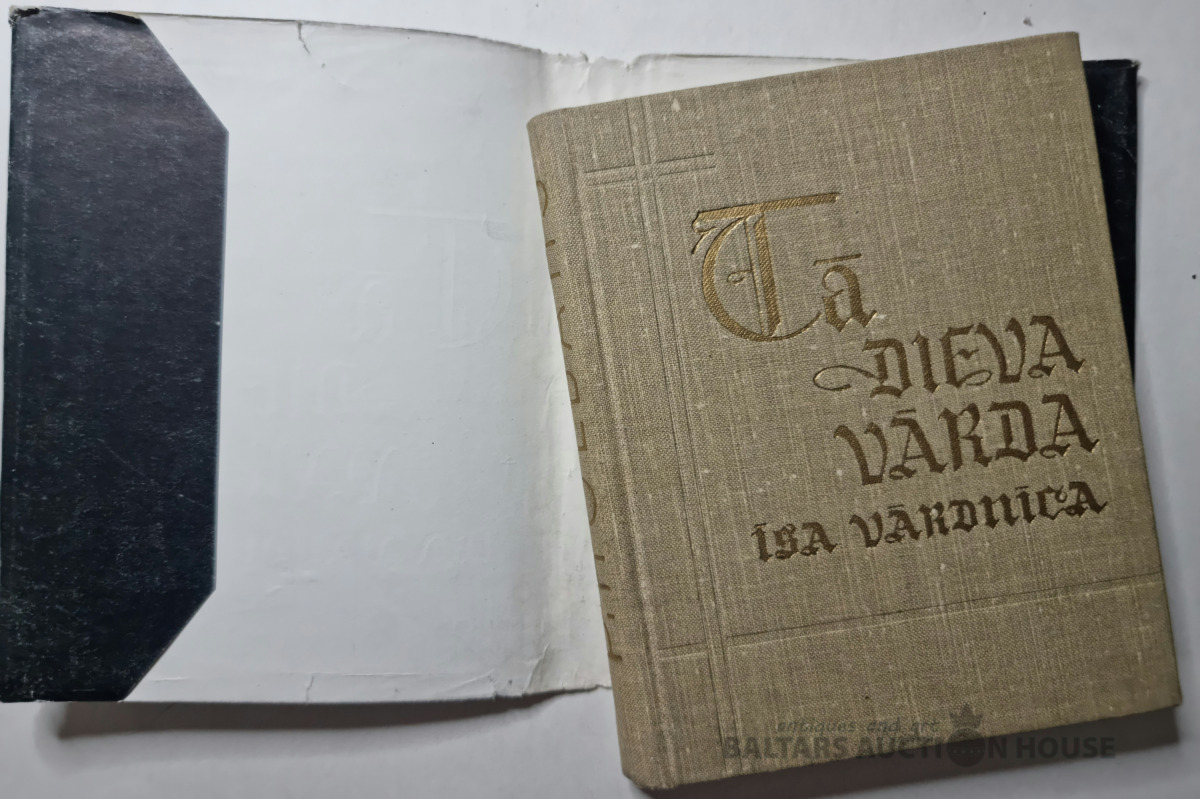 Tā
DIEVA
VĀRDA
ĪSA VĀRDNĪCA
antiques and art
BALTARS AUCTION HOUSE